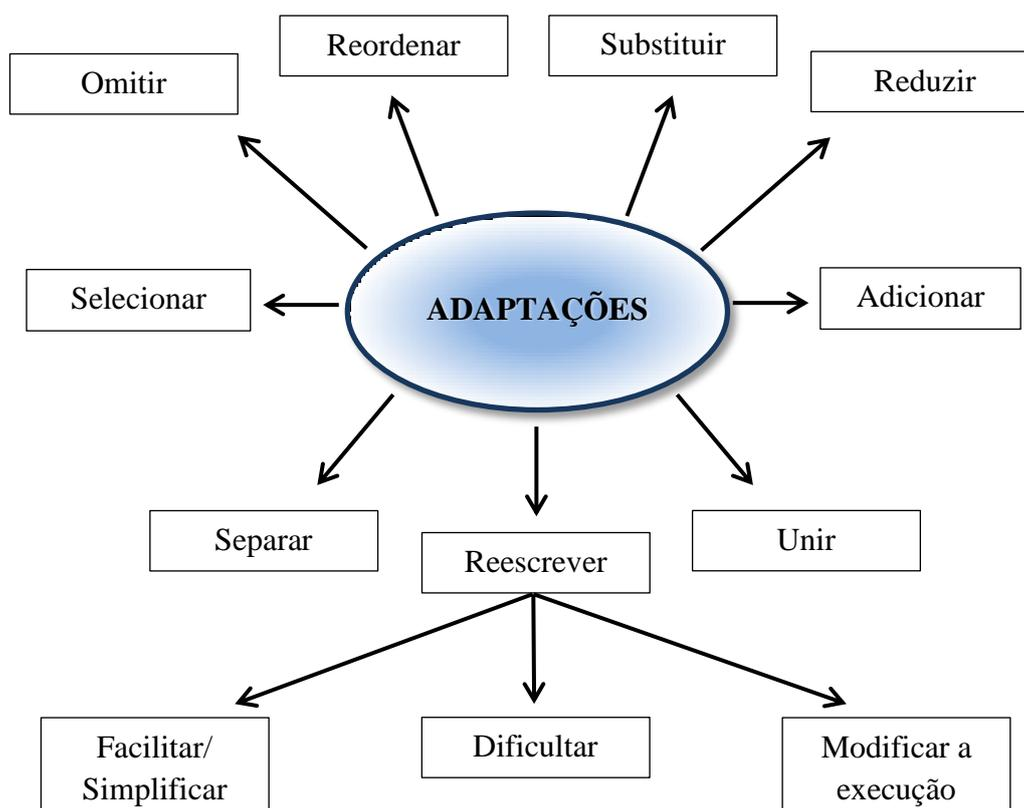 Omitir
Reordenar
Substituir
Reduzir
Selecionar
ADAPTAÇÕES
Adicionar
Separar
Reescrever
Unir
Facilitar/
Simplificar
Dificultar
Modificar a
execução